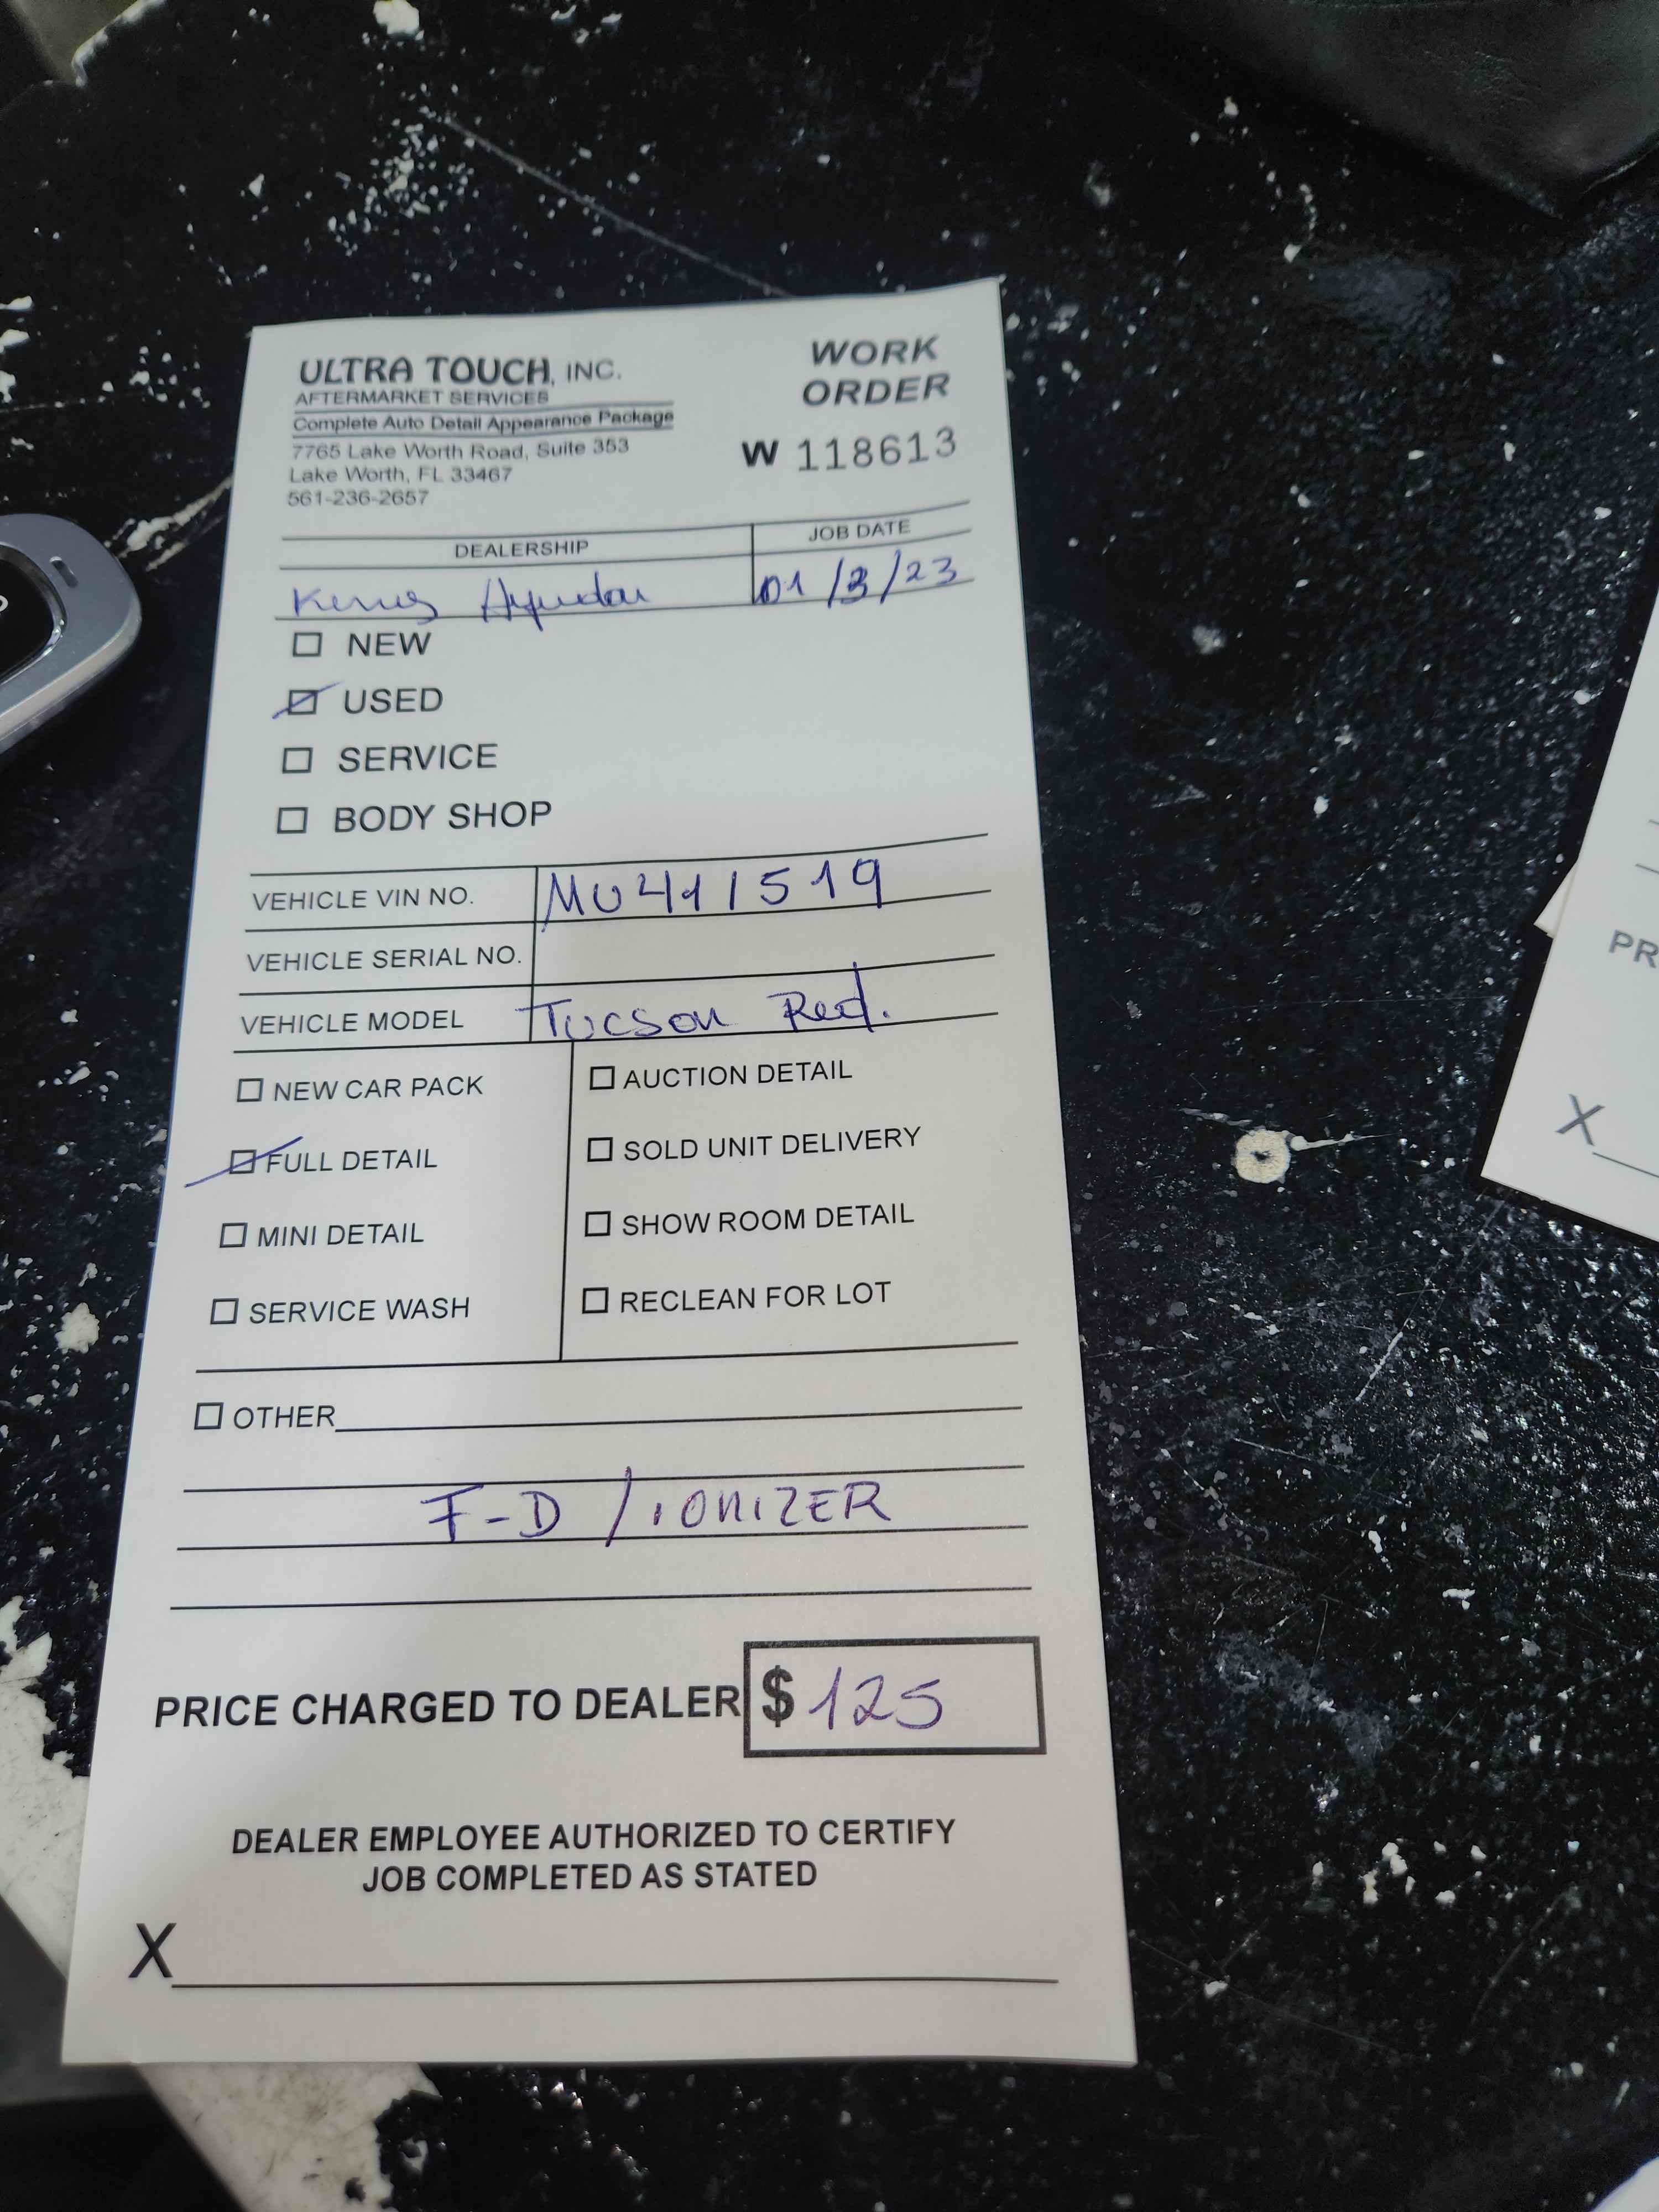 ULTRA TOUCH, INC.
AFTERMARKET SERVICES
Complete Auto Detail Appearance Package
7765 Lake Worth Road, Suite 353
Lake Worth, FL 33467
561-236-2657
WORK
ORDER
W 118613
DEALERSHIP
JOB DATE
01/3/23
NEW
USED
SERVICE
BODY SHOP
VEHICLE VIN NO. MU411519
VEHICLE SERIAL NO.
VEHICLE MODEL Tucson Red.
NEW CAR PACK
FULL DETAIL
MINI DETAIL
SERVICE WASH
AUCTION DETAIL
SOLD UNIT DELIVERY
SHOW ROOM DETAIL
RECLEAN FOR LOT
OTHER
F-D / IONIZER
PRICE CHARGED TO DEALER $ 125
DEALER EMPLOYEE AUTHORIZED TO CERTIFY
JOB COMPLETED AS STATED
X
PR
X